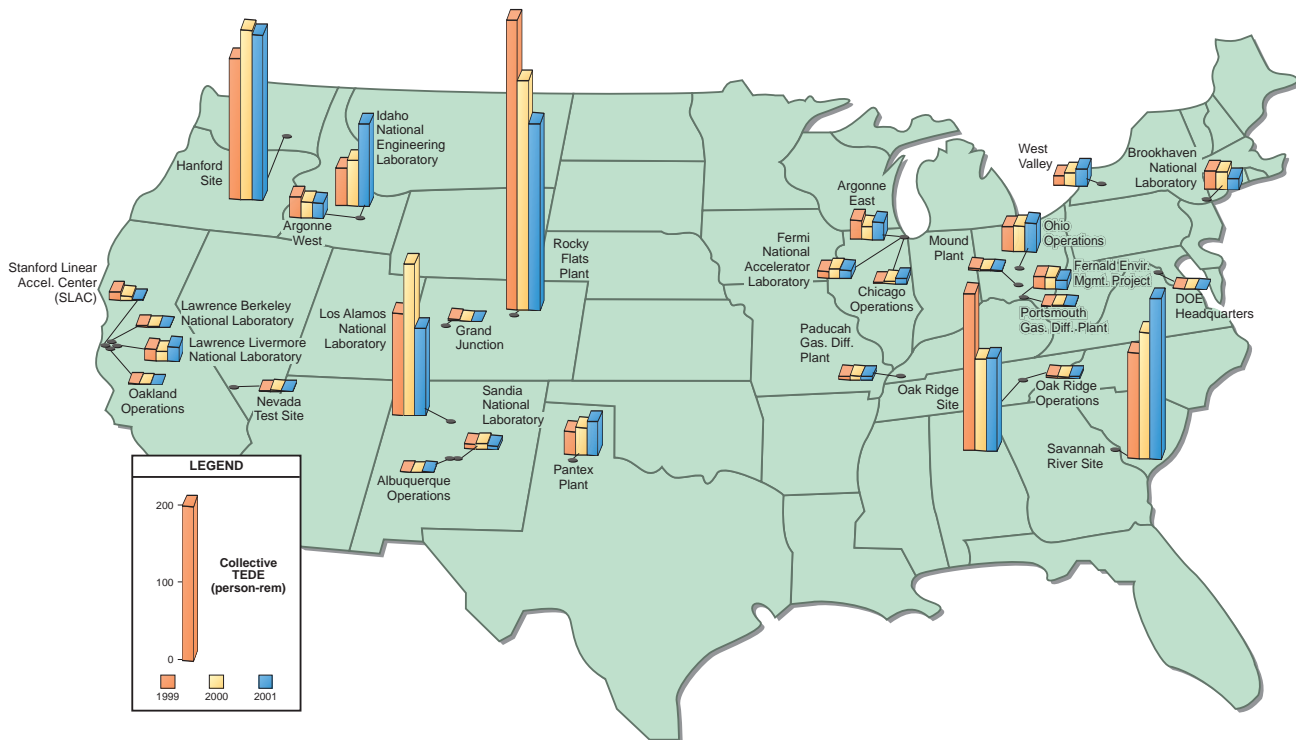 Hanford
Site
Idaho
National
Engineering
Laboratory
Argonne
West
Rocky
Flats
Plant
Stanford Linear
Accel. Center
(SLAC)
Lawrence Berkeley
National Laboratory
Lawrence Livermore
National Laboratory
Oakland
Operations
Nevada
Test Site
Los Alamos
National
Laboratory
Grand
Junction
Sandia
National
Laboratory
Albuquerque
Operations
Pantex
Plant
Argonne
East
Fermi
National
Accelerator
Laboratory
Chicago
Operations
Mound
Plant
West
Valley
Brookhaven
National
Laboratory
Ohio
Operations
Fernald Envir.
Mgmt. Project
Portsmouth
Gas. Diff. Plant
DOE
Headquarters
Paducah
Gas. Diff.
Plant
Oak Ridge
Site
Oak Ridge
Operations
Savannah
River Site
LEGEND
200
100
0
Collective
TEDE
(person-rem)
1999
2000
2001